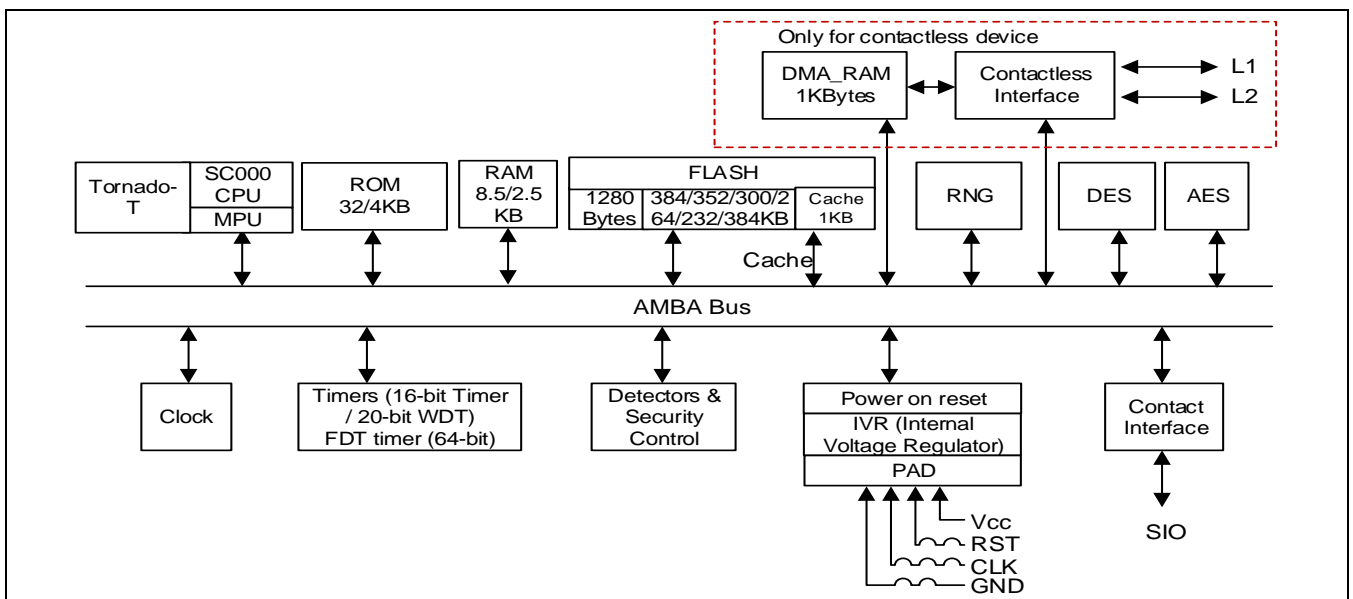 Only for contactless device
DMA_RAM
1KBytes
Contactless
Interface
L1
L2
Tornado-
T
SC000
CPU
MPU
ROM
32/4KB
RAM
8.5/2.5
KB
FLASH
1280
Bytes
384/352/300/2
64/232/384KB
Cache
1KB
RNG
DES
AES
Cache
AMBA Bus
Clock
Timers (16-bit Timer
/ 20-bit WDT)
FDT timer (64-bit)
Detectors &
Security
Control
Power on reset
IVR (Internal
Voltage Regulator)
PAD
Contact
Interface
Vcc
RST
CLK
GND
SIO